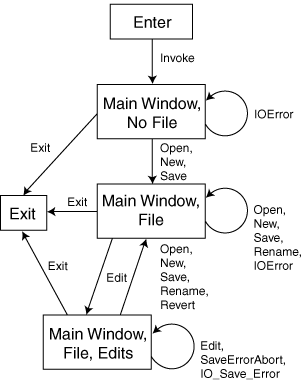 Enter
Invoke
Main Window,
No File
IOError
Exit
Open,
New,
Save
Exit
Exit
Main Window,
File
Open,
New,
Save,
Rename,
IOError
Exit
Edit
Open,
New,
Save,
Rename,
Revert
Main Window,
File, Edits
Edit,
SaveErrorAbort,
IO_Save_Error